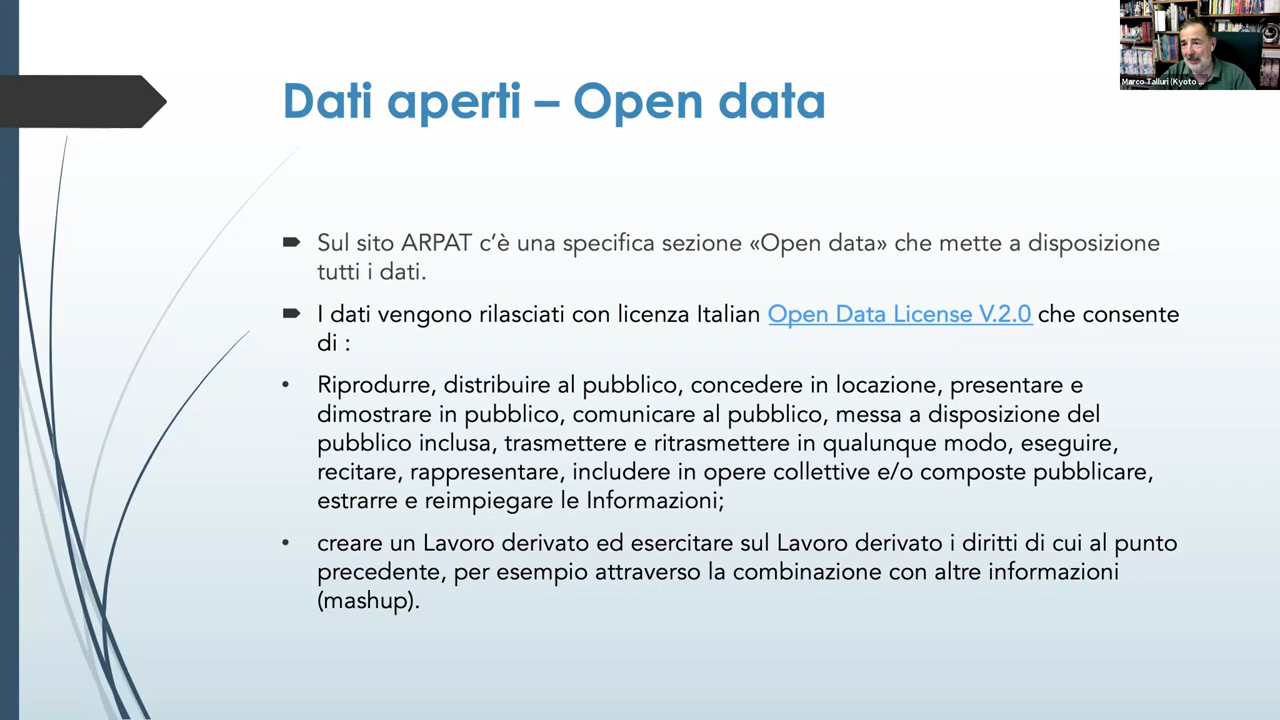 Marco Talluri (Kyoto ...
Dati aperti – Open data
Sul sito ARPAT c’è una specifica sezione «Open data» che mette a disposizione
tutti i dati.
I dati vengono rilasciati con licenza Italian Open Data License V.2.0 che consente
di :
• Riprodurre, distribuire al pubblico, concedere in locazione, presentare e
dimostrare in pubblico, comunicare al pubblico, messa a disposizione del
pubblico inclusa, trasmettere e ritrasmettere in qualunque modo, eseguire,
recitare, rappresentare, includere in opere collettive e/o composte pubblicare,
estrarre e reimpiegare le Informazioni;
• creare un Lavoro derivato ed esercitare sul Lavoro derivato i diritti di cui al punto
precedente, per esempio attraverso la combinazione con altre informazioni
(mashup).